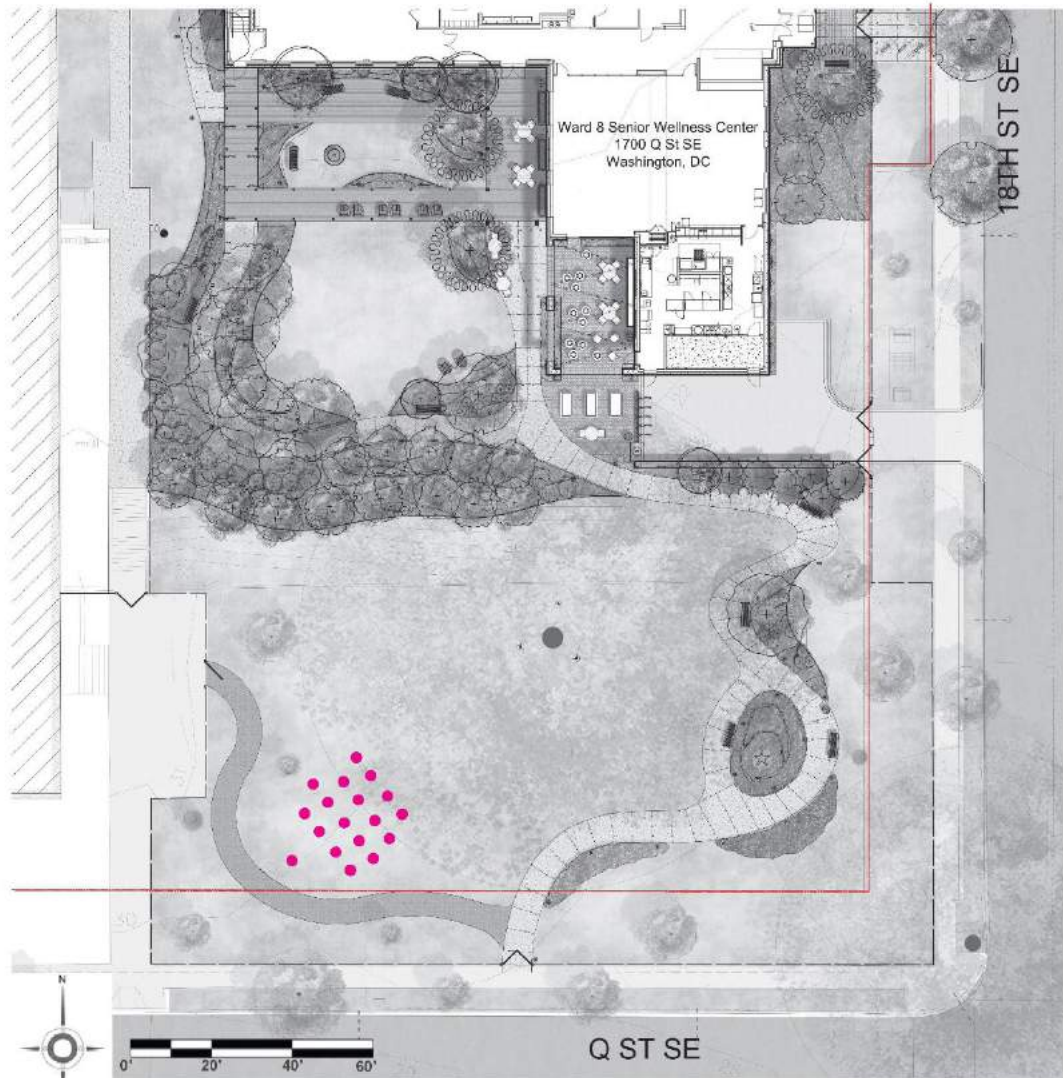 18TH ST SE
Ward 8 Senior Wellness Center
1700 Q St SE
Washington, DC
N
0' 20' 40' 60'
Q ST SE